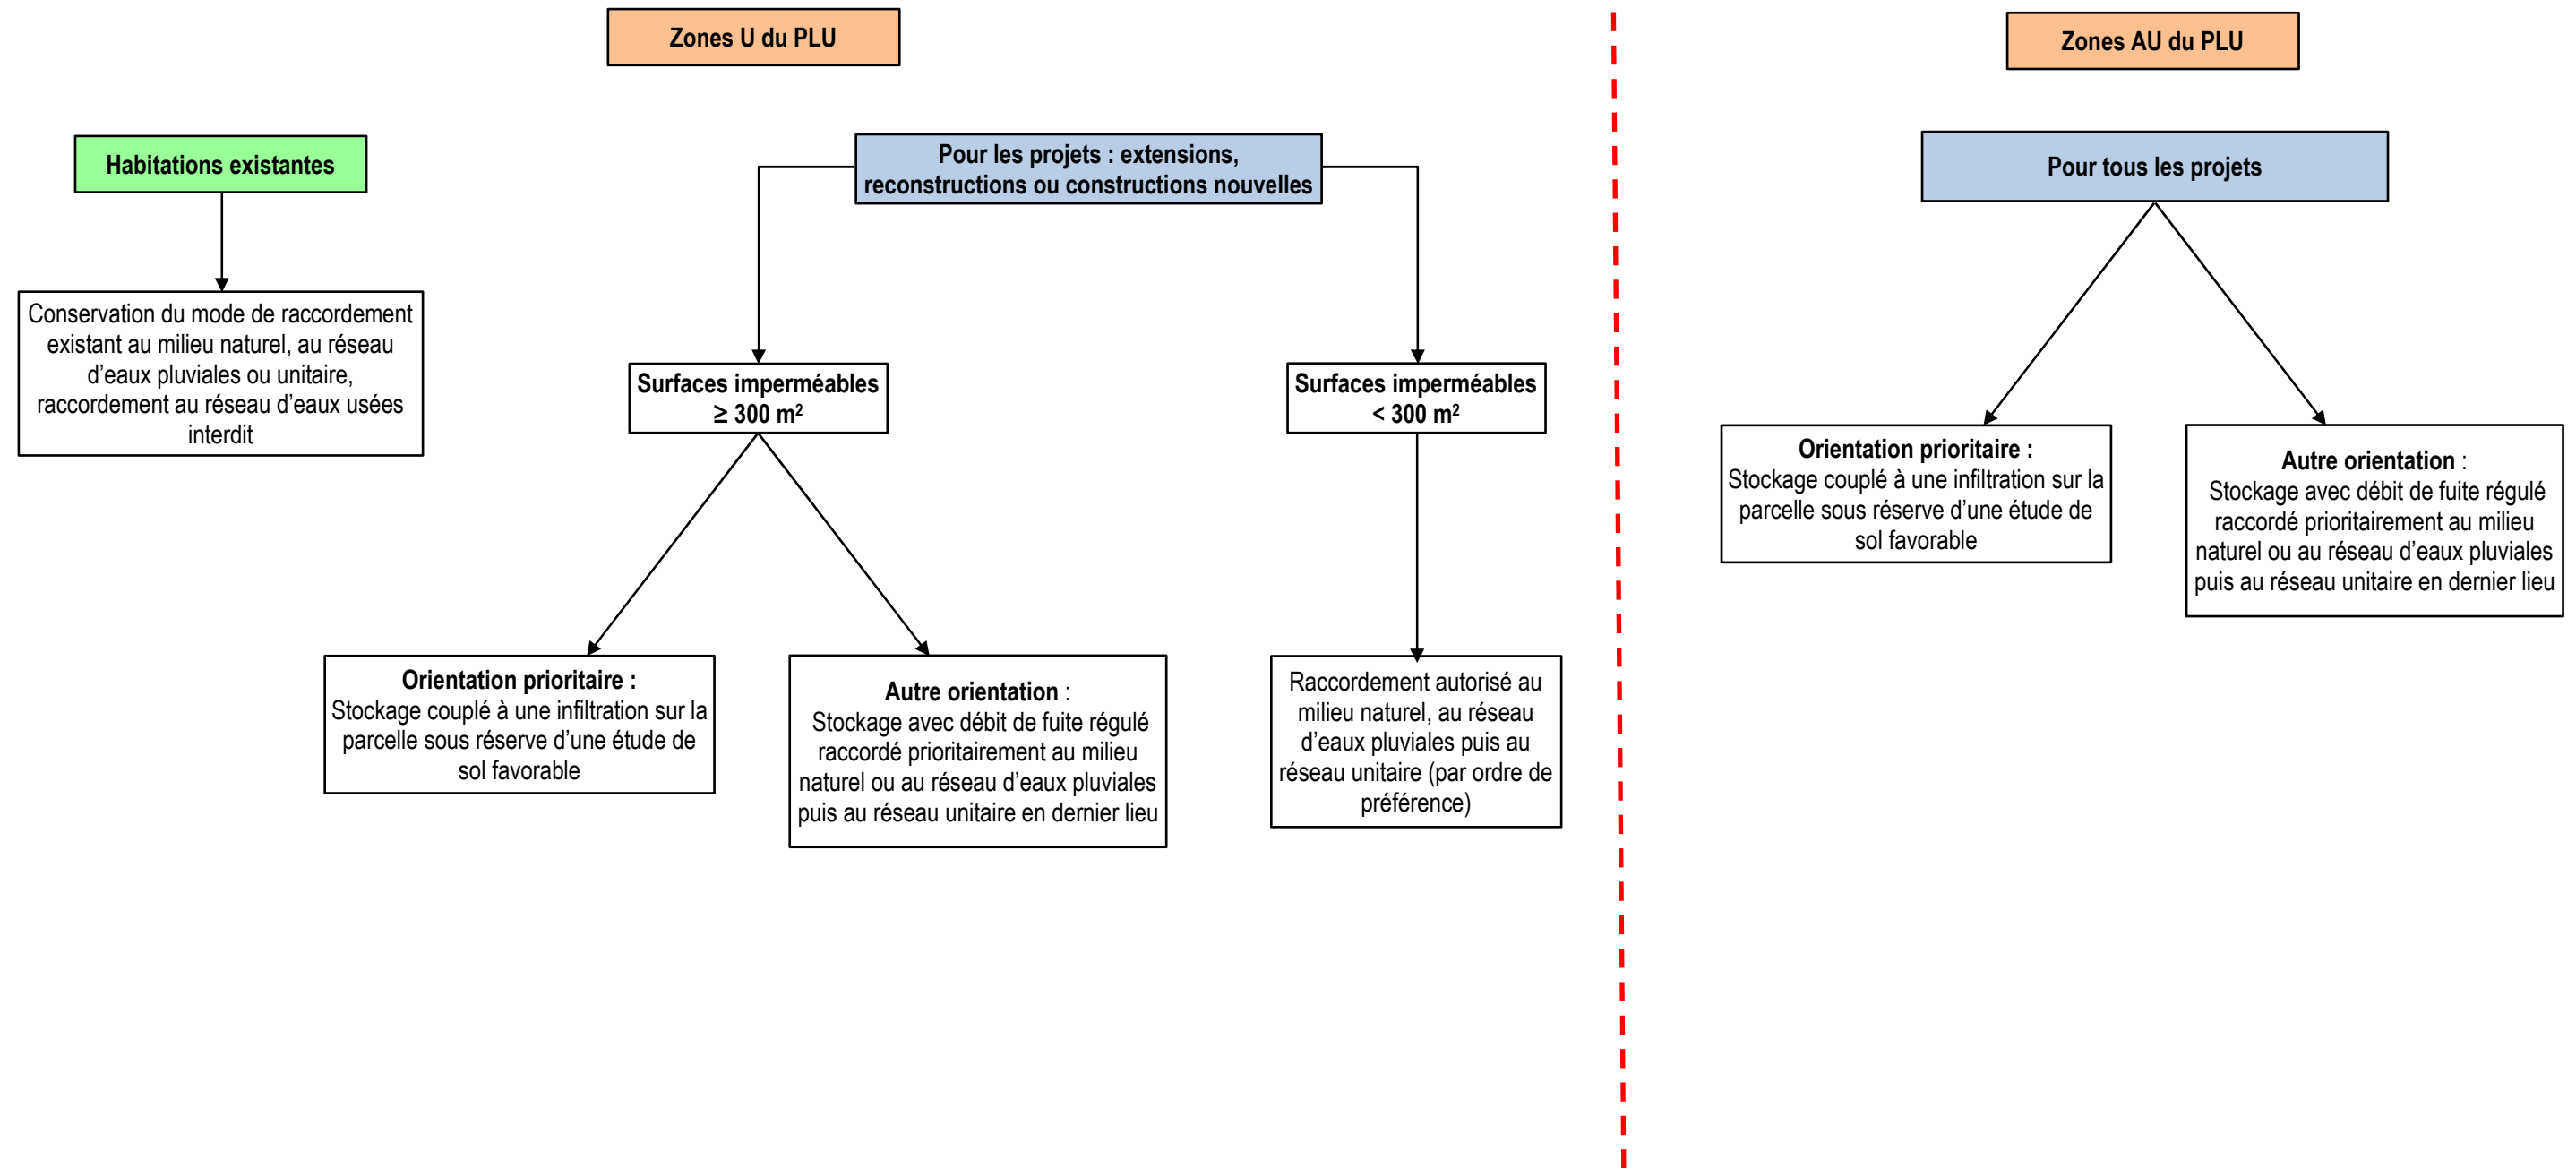 Zones U du PLU
Habitations existantes
Conservation du mode de raccordement
existant au milieu naturel, au réseau
d’eaux pluviales ou unitaire,
raccordement au réseau d’eaux usées
interdit
Pour les projets : extensions,
reconstructions ou constructions nouvelles
Surfaces imperméables
≥ 300 m²
Orientation prioritaire :
Stockage couplé à une infiltration sur la
parcelle sous réserve d’une étude de
sol favorable
Autre orientation :
Stockage avec débit de fuite régulé
raccordé prioritairement au milieu
naturel ou au réseau d’eaux pluviales
puis au réseau unitaire en dernier lieu
Surfaces imperméables
< 300 m²
Raccordement autorisé au
milieu naturel, au réseau
d’eaux pluviales puis au
réseau unitaire (par ordre de
préférence)
Zones AU du PLU
Pour tous les projets
Orientation prioritaire :
Stockage couplé à une infiltration sur la
parcelle sous réserve d’une étude de
sol favorable
Autre orientation :
Stockage avec débit de fuite régulé
raccordé prioritairement au milieu
naturel ou au réseau d’eaux pluviales
puis au réseau unitaire en dernier lieu